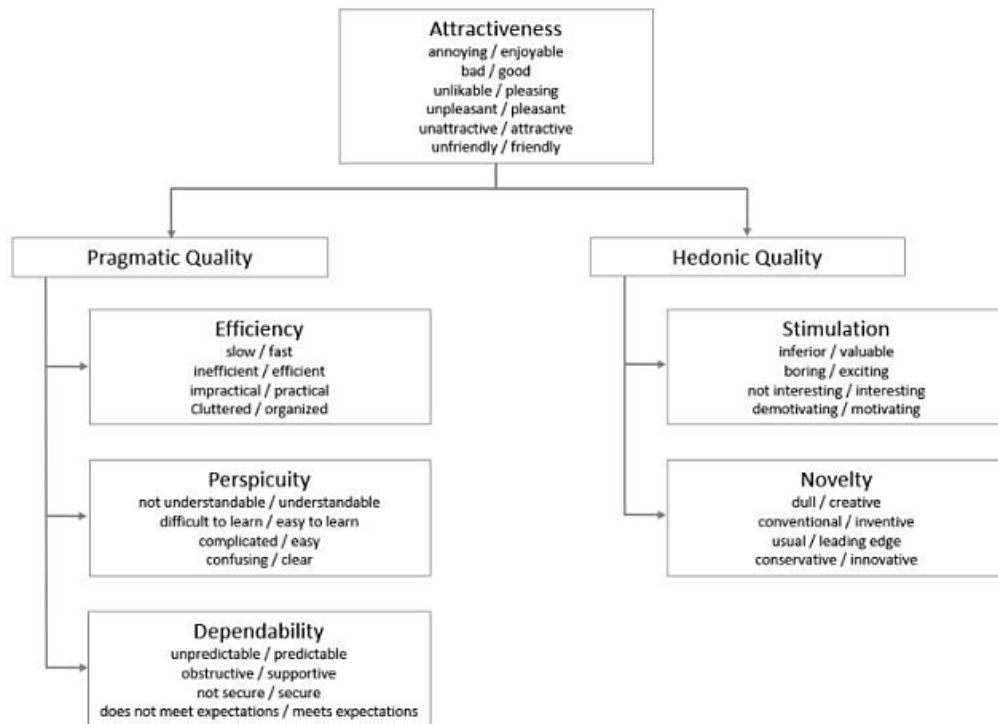 Attractiveness
annoying / enjoyable
bad / good
unlikable / pleasing
unpleasant / pleasant
unattractive / attractive
unfriendly / friendly
Pragmatic Quality
Hedonic Quality
Efficiency
slow / fast
inefficient / efficient
impractical / practical
Cluttered / organized
Stimulation
inferior / valuable
boring / exciting
not interesting / interesting
demotivating / motivating
Perspicuity
not understandable / understandable
difficult to learn / easy to learn
complicated / easy
confusing / clear
Novelty
dull / creative
conventional / inventive
usual / leading edge
conservative / innovative
Dependability
unpredictable / predictable
obstructive / supportive
not secure / secure
does not meet expectations / meets expectations